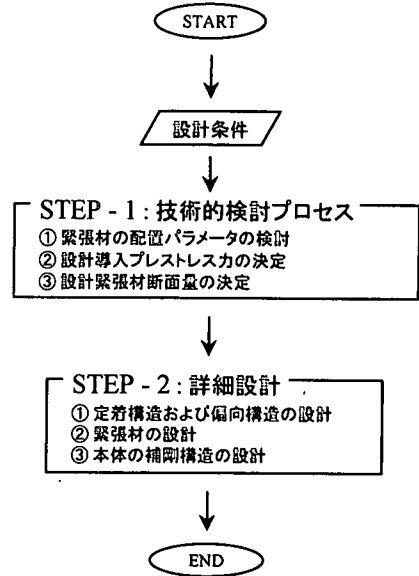 START
設計条件
STEP - 1 : 技術的検討プロセス
① 緊張材の配置パラメータの検討
② 設計導入プレストレス力の決定
③ 設計緊張材断面量の決定
STEP - 2 : 詳細設計
① 定着構造および偏向構造の設計
② 緊張材の設計
③ 本体の補剛構造の設計
END